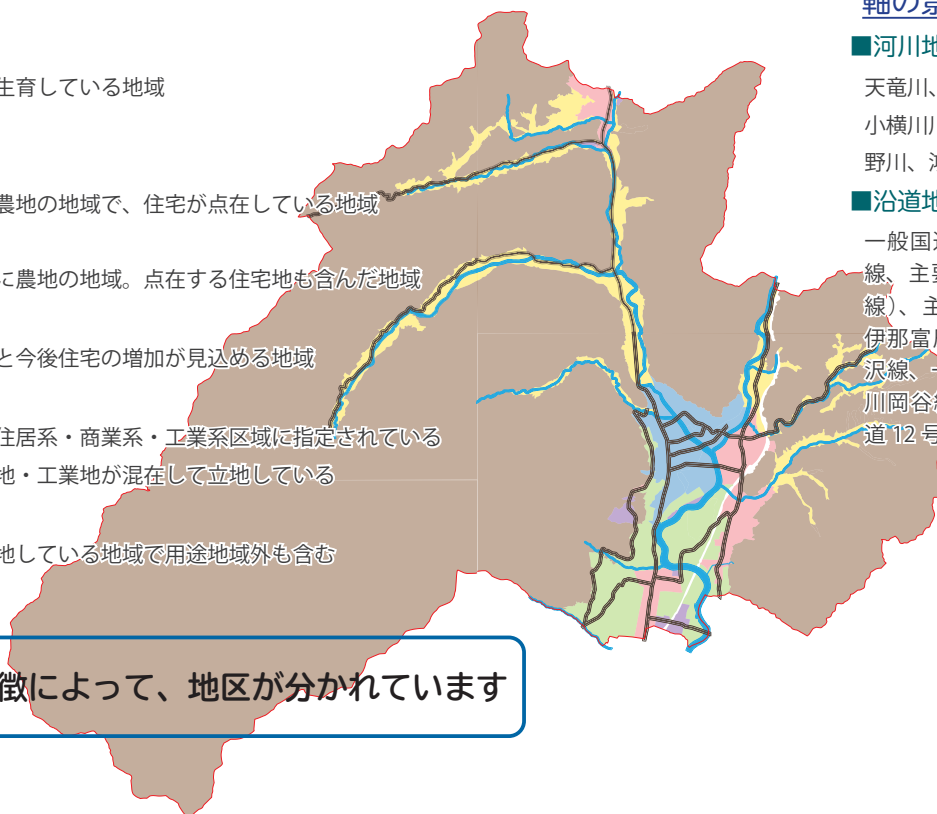 生育している地域
農地の地域で、住宅が点在している地域
に農地の地域。点在する住宅地も含んだ地域
と今後住宅の増加が見込める地域
住居系・商業系・工業系区域に指定されている
地・工業地が混在して立地している
地している地域で用途地域外も含む
徴によって、地区が分かれています
軸の景
■河川地
天竜川、
小横川川
野川、
■沿道地
一般国道
線、主要
線）、主
伊那富
沢線、一
川岡谷線
道 12 号